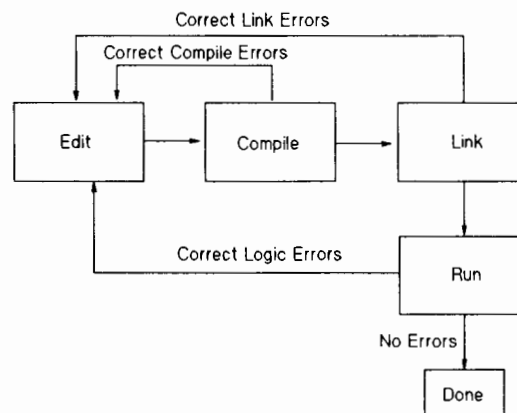 Correct Link Errors
Correct Compile Errors
Edit
Compile
Link
Correct Logic Errors
Run
No Errors
Done